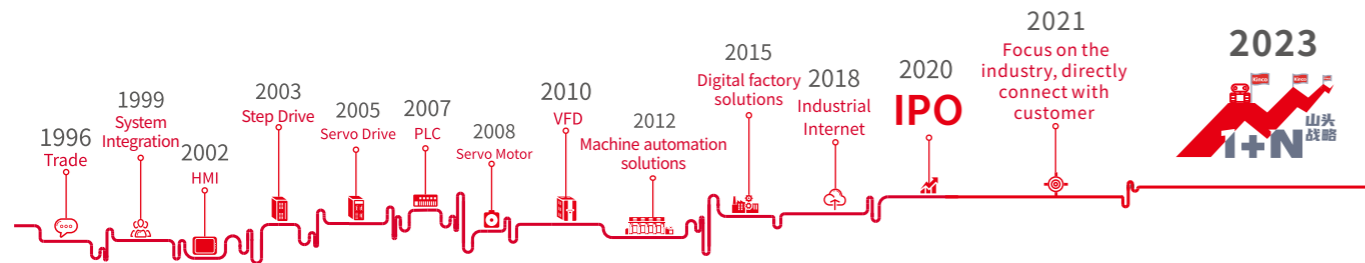 1996
Trade
1999
System
Integration
2002
HMI
2003
Step Drive
2005
Servo Drive
2007
PLC
2008
Servo Motor
2010
VFD
2012
Machine automation
solutions
2015
Digital factory
solutions
2018
Industrial
Internet
2020
IPO
2021
Focus on the
industry, directly
connect with
customer
2023
Kinco
Kinco
1+N
山头
战略